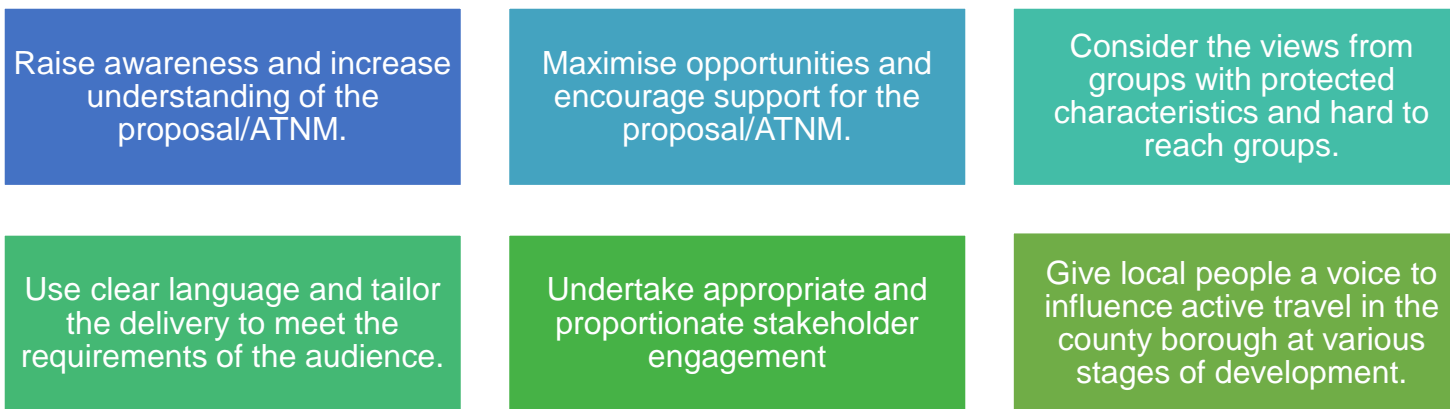 Raise awareness and increase
understanding of the
proposal/ATNM.
Maximise opportunities and
encourage support for the
proposal/ATNM.
Consider the views from
groups with protected
characteristics and hard to
reach groups.
Use clear language and tailor
the delivery to meet the
requirements of the audience.
Undertake appropriate and
proportionate stakeholder
engagement
Give local people a voice to
influence active travel in the
county borough at various
stages of development.